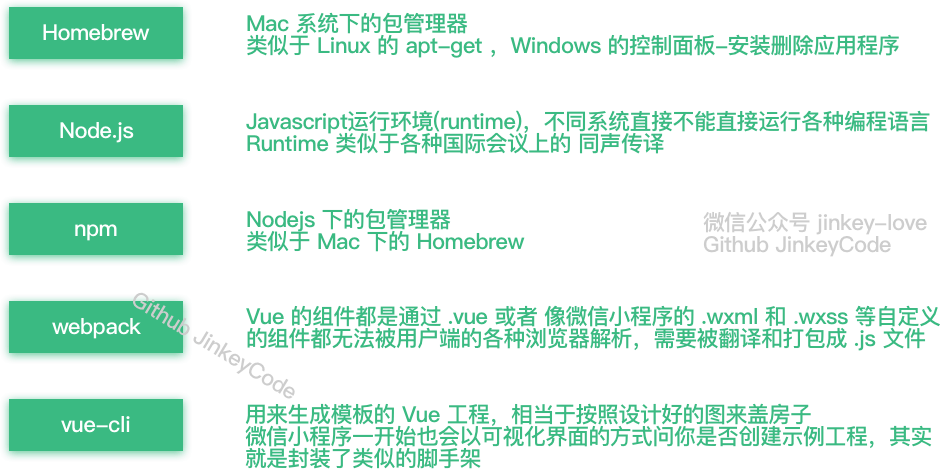 Homebrew
Mac 系统下的包管理器
类似于 Linux 的 apt-get ，Windows 的控制面板-安装删除应用程序
Node.js
Javascript运行环境(runtime)，不同系统直接不能直接运行各种编程语言
Runtime 类似于各种国际会议上的 同声传译
npm
Nodejs 下的包管理器
类似于 Mac 下的 Homebrew
微信公众号 jinkey-love
Github JinkeyCode
webpack
Github JinkeyCode
Vue 的组件都是通过 .vue 或者 像微信小程序的 .wxml 和 .wxss 等自定义
的组件都无法被用户端的各种浏览器解析，需要被翻译和打包成 .js 文件
vue-cli
用来生成模板的 Vue 工程，相当于按照设计好的图来盖房子
微信小程序一开始也会以可视化界面的方式问你是否创建示例工程，其实
就是封装了类似的脚手架